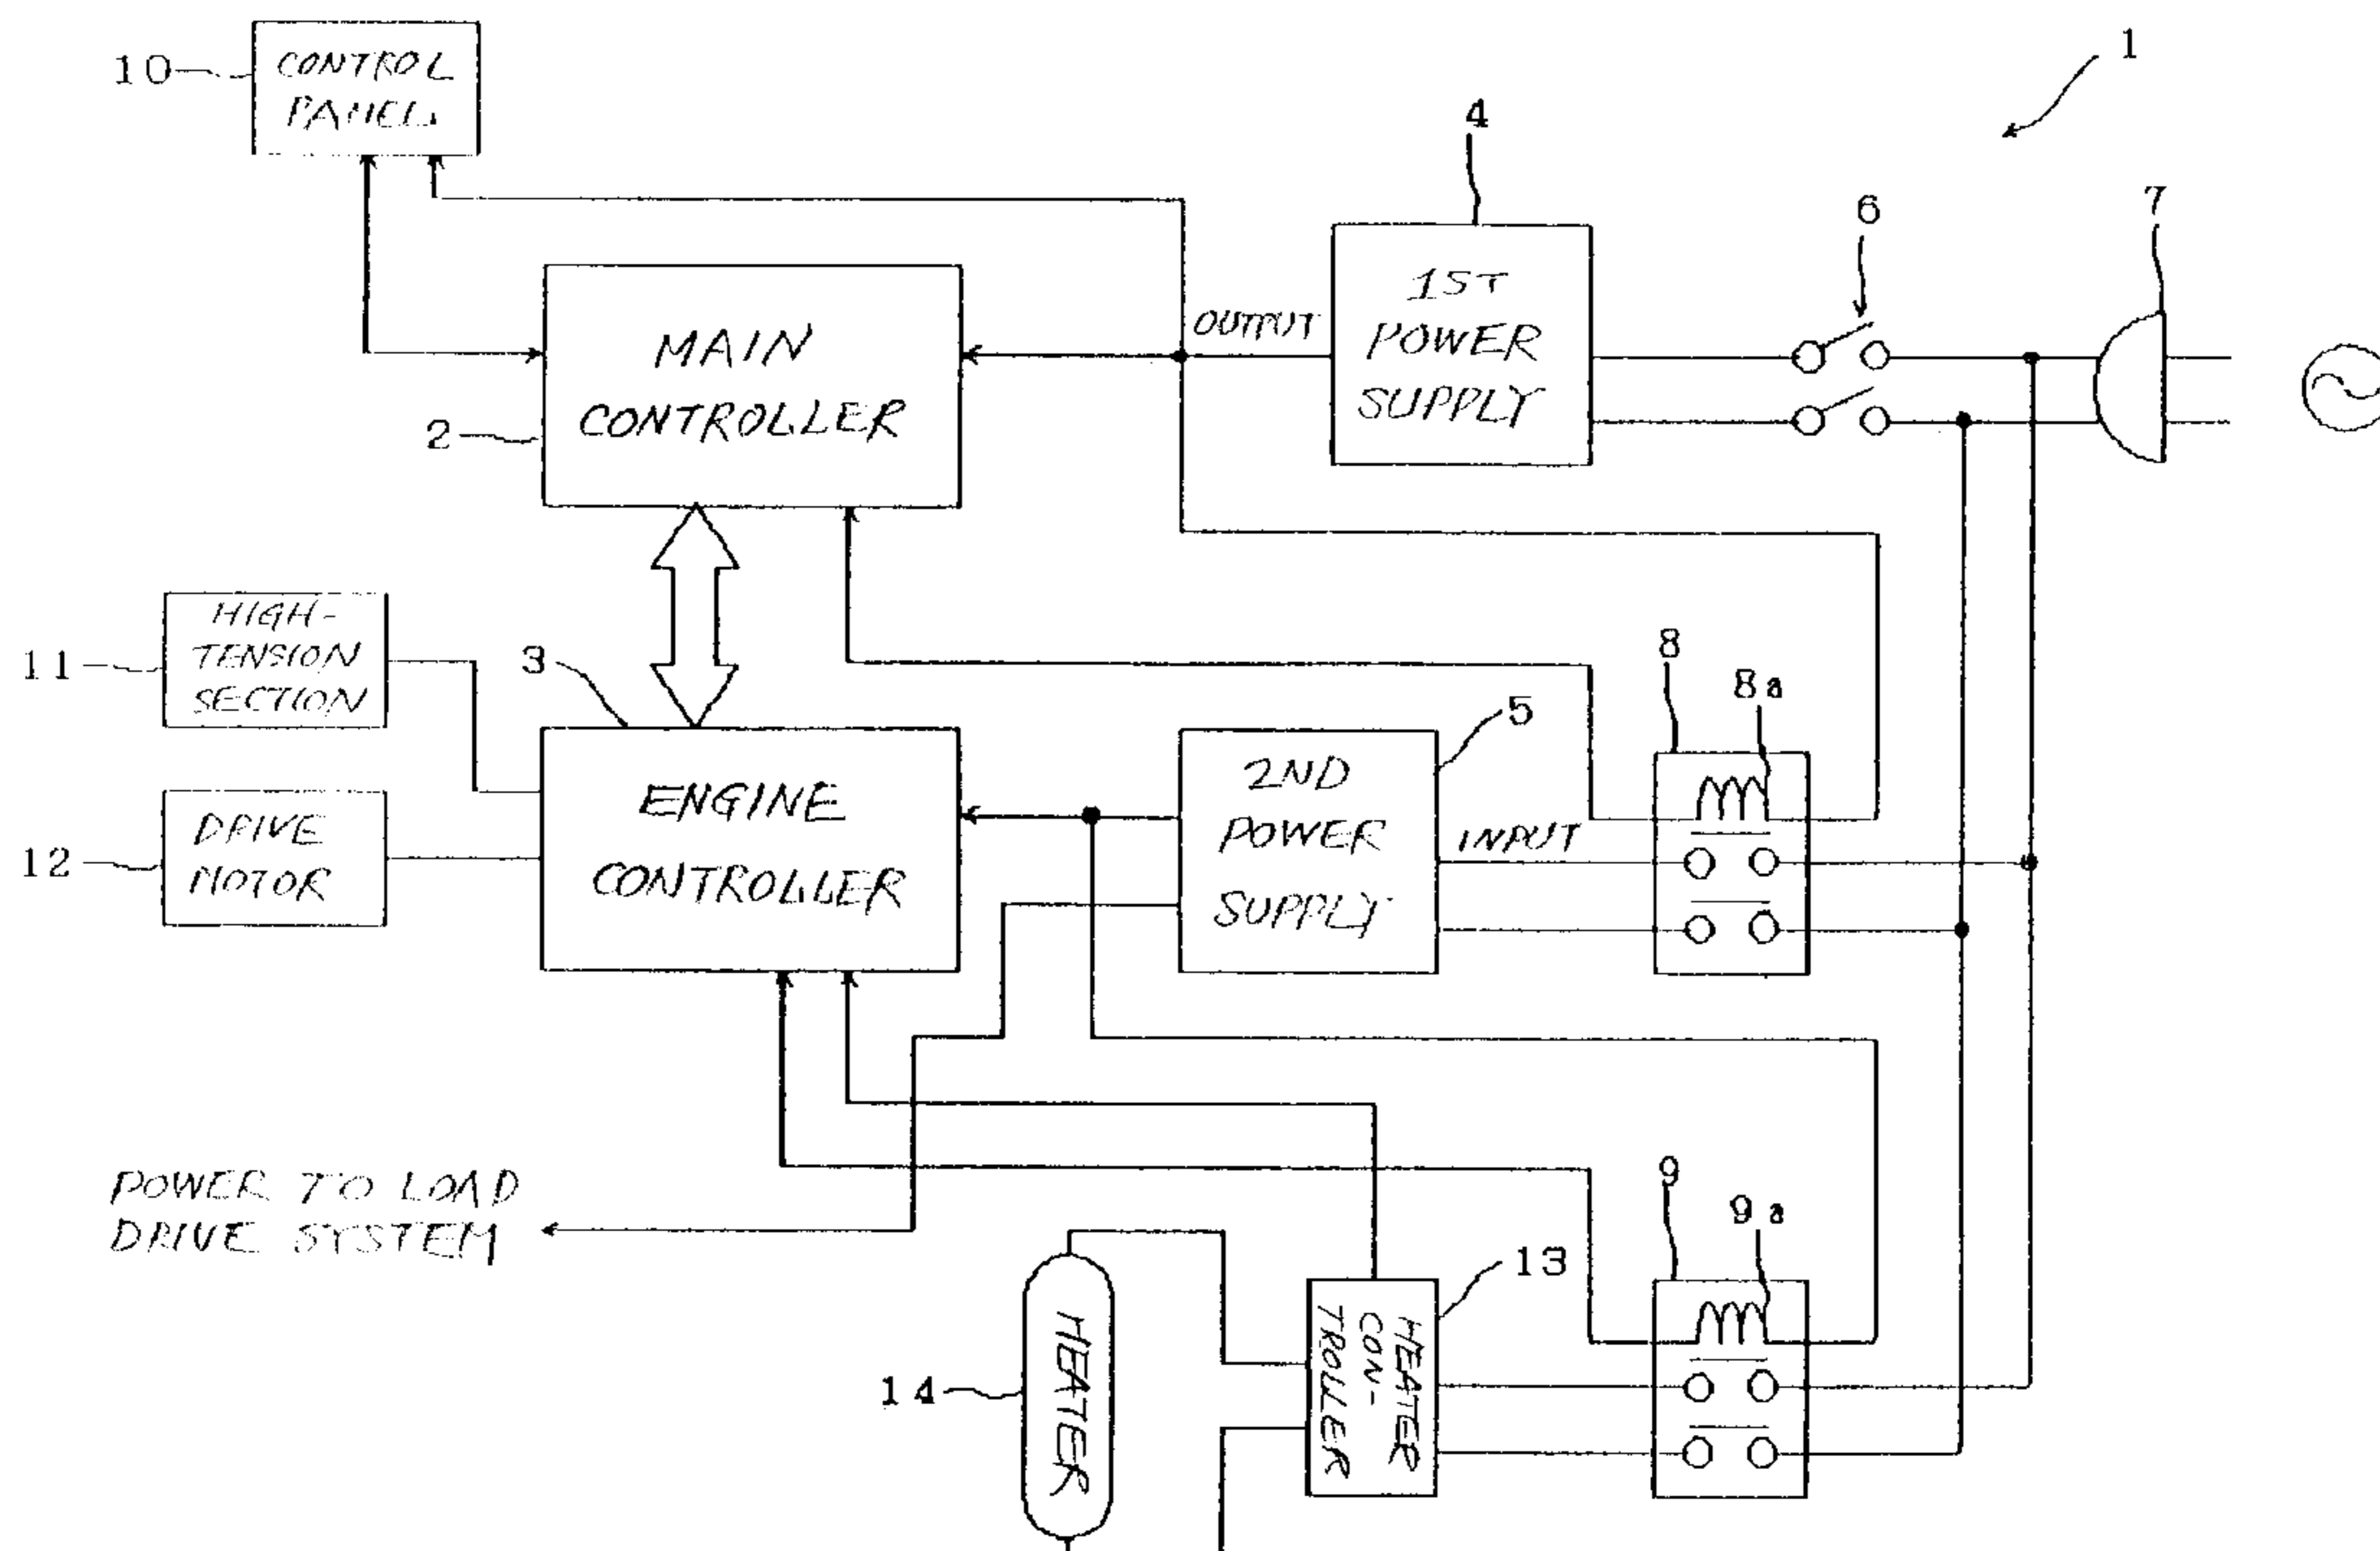 1
10
CONTROL
PANEL
4
6
7
1ST
POWER
SUPPLY
OUTPUT
MAIN
CONTROLLER
2
HIGH-
TENSION
SECTION
11
3
8
8a
5
2ND
POWER
SUPPLY
INPUT
ENGINE
CONTROLLER
DRIVE
MOTOR
12
POWER TO LOAD
DRIVE SYSTEM
9
9a
13
HEATER
CON-
TROLLER
14
HEATER